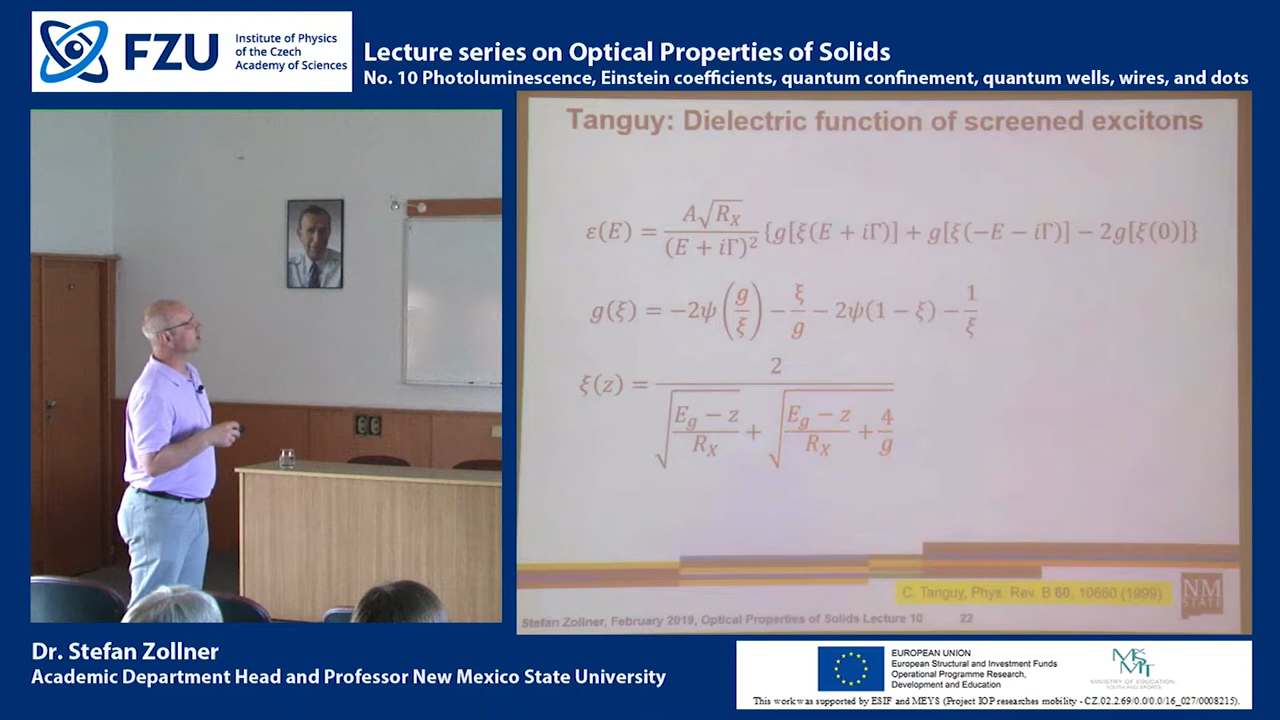 FZU
Institute of Physics
of the Czech
Academy of Sciences
Lecture series on Optical Properties of Solids
No. 10 Photoluminescence, Einstein coefficients, quantum confinement, quantum wells, wires, and dots
Tanguy: Dielectric function of screened excitons
ε(E) = A√R_X / (E + iΓ)² {g[ξ(E + iΓ)] + g[ξ(−E − iΓ)] − 2g[ξ(0)]}
g(ξ) = −2ψ(g/ξ) − ξ/g − 2ψ(1 − ξ) − 1/ξ
ξ(z) = 2 / (√((E_g − z)/R_X) + √((E_g − z)/R_X + 4/g))
C. Tanguy, Phys. Rev. B 60, 10660 (1999)
NM
STATE
Stefan Zollner, February 2019, Optical Properties of Solids Lecture 10 22
Dr. Stefan Zollner
Academic Department Head and Professor New Mexico State University
EUROPEAN UNION
European Structural and Investment Funds
Operational Programme Research,
Development and Education
MINISTRY OF EDUCATION,
YOUTH AND SPORTS
This work was supported by ESIF and MEYS (Project IOP researches mobility - CZ.02.2.69/0.0/0.0/16_027/0008215).